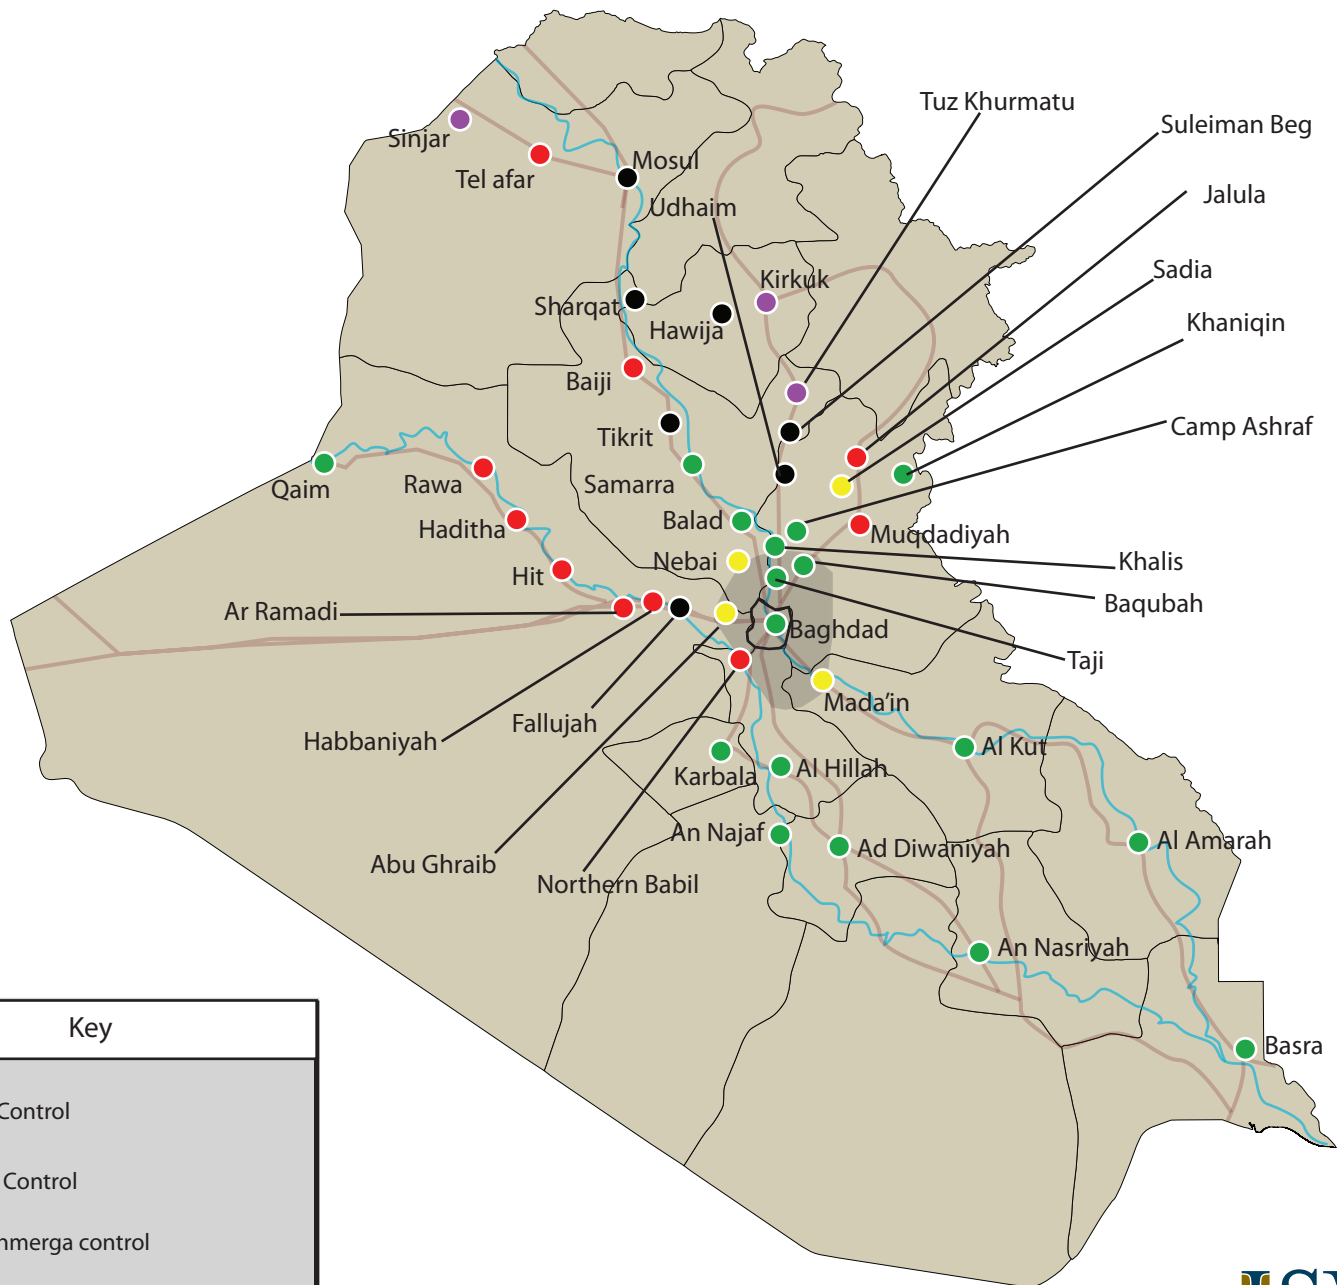 Tuz Khurmatu
Suleiman Beg
Sinjar
Tel afar
Mosul
Jalula
Udhaim
Sadia
Kirkuk
Sharqat
Hawija
Khaniqin
Baiji
Tikrit
Camp Ashraf
Qaim
Rawa
Samarra
Haditha
Balad
Muqdadiyah
Nebai
Khalis
Hit
Baqubah
Ar Ramadi
Baghdad
Taji
Mada'in
Fallujah
Habbaniyah
Al Kut
Karbala
Al Hillah
An Najaf
Al Amarah
Ad Diwaniyah
Abu Ghraib
Northern Babil
An Nasriyah
Basra
Key
Control
Control
nmerga control